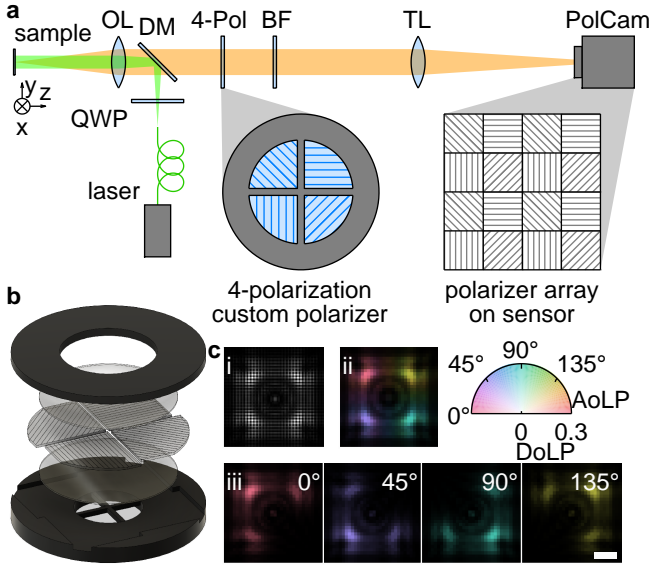 a
OL DM 4-Pol BF TL PolCam
sample
y
z
x
QWP
laser
4-polarization
custom polarizer
polarizer array
on sensor
b
c
i
ii
90°
45° 135°
0° AoLP
0 0.3
DoLP
iii 0° 45° 90° 135°